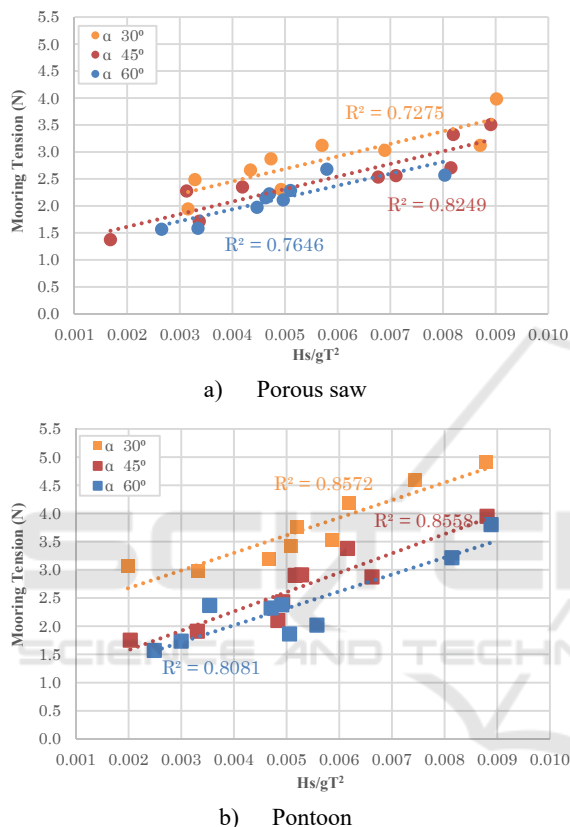 α 30º
α 45º
α 60º
Mooring Tension (N)
5.5
5.0
4.5
4.0
3.5
3.0
2.5
2.0
1.5
1.0
0.5
0.0
R² = 0.7275
R² = 0.8249
R² = 0.7646
0.001 0.002 0.003 0.004 0.005 0.006 0.007 0.008 0.009 0.010
Hs/gT²
a) Porous saw
α 30º
α 45º
α 60º
Mooring Tension (N)
5.5
5.0
4.5
4.0
3.5
3.0
2.5
2.0
1.5
1.0
0.5
0.0
R² = 0.8572
R² = 0.8558
R² = 0.8081
SCITE
SCIENCE AND TECHN
0.001 0.002 0.003 0.004 0.005 0.006 0.007 0.008 0.009 0.010
Hs/gT²
b) Pontoon